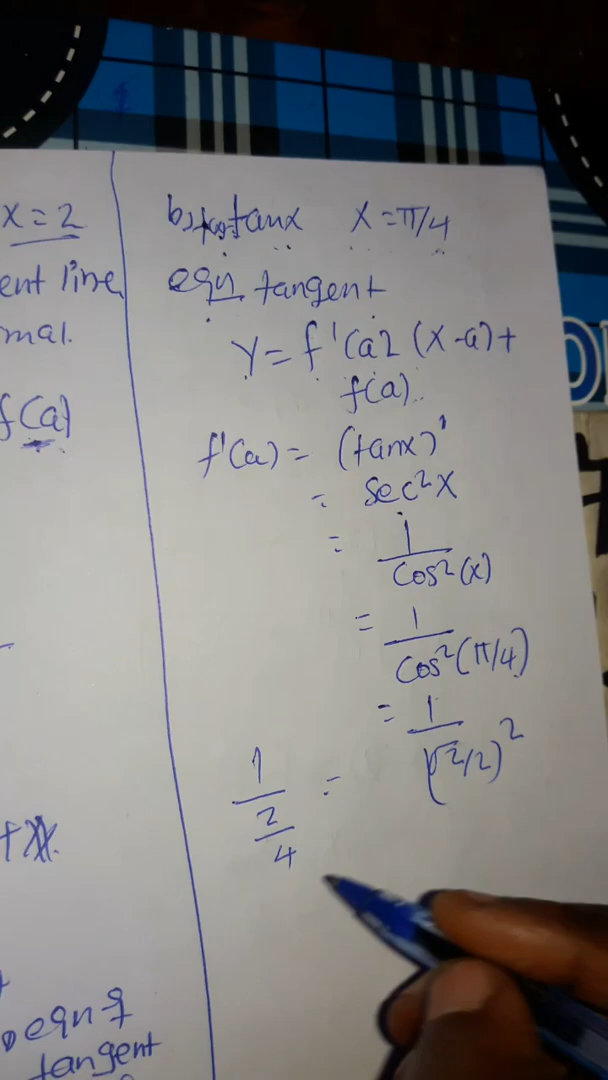 x = 2
ent line
mal.
f(a)
+
o eqn of
tangent
b) tanx x = π/4
eqn tangent
y = f'(a) (x-a) +
f(a).
f'(a) = (tanx)'
= sec²x
= 1/cos²(x)
= 1/cos²(π/4)
= 1/(√2/2)²
1/(2/4) =